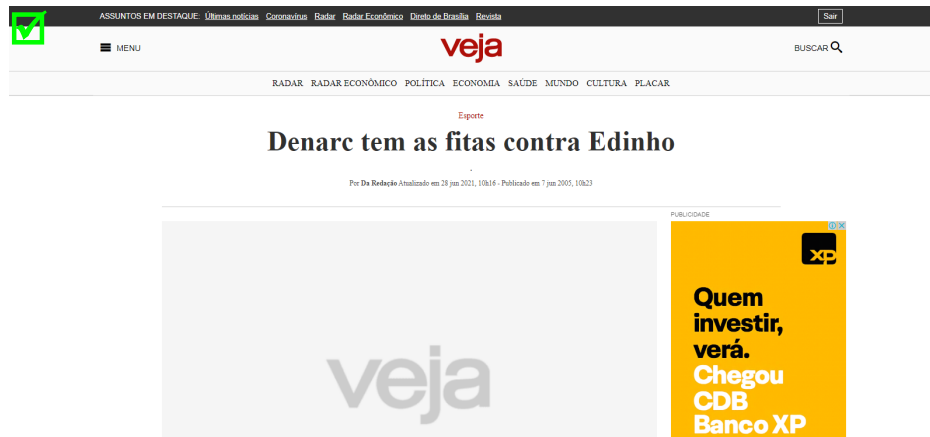 ASSUNTOS EM DESTAQUE: Últimas notícias Coronavírus Radar Radar Econômico Direto de Brasília Revista Sair
MENU veja BUSCAR
RADAR RADAR ECONÔMICO POLÍTICA ECONOMIA SAÚDE MUNDO CULTURA PLACAR
Esporte
Denarc tem as fitas contra Edinho
.
Por Da Redação Atualizado em 28 jun 2021, 10h16 - Publicado em 7 jun 2005, 10h23
PUBLICIDADE
veja
XP
Quem
investir,
verá.
Chegou
CDB
Banco XP